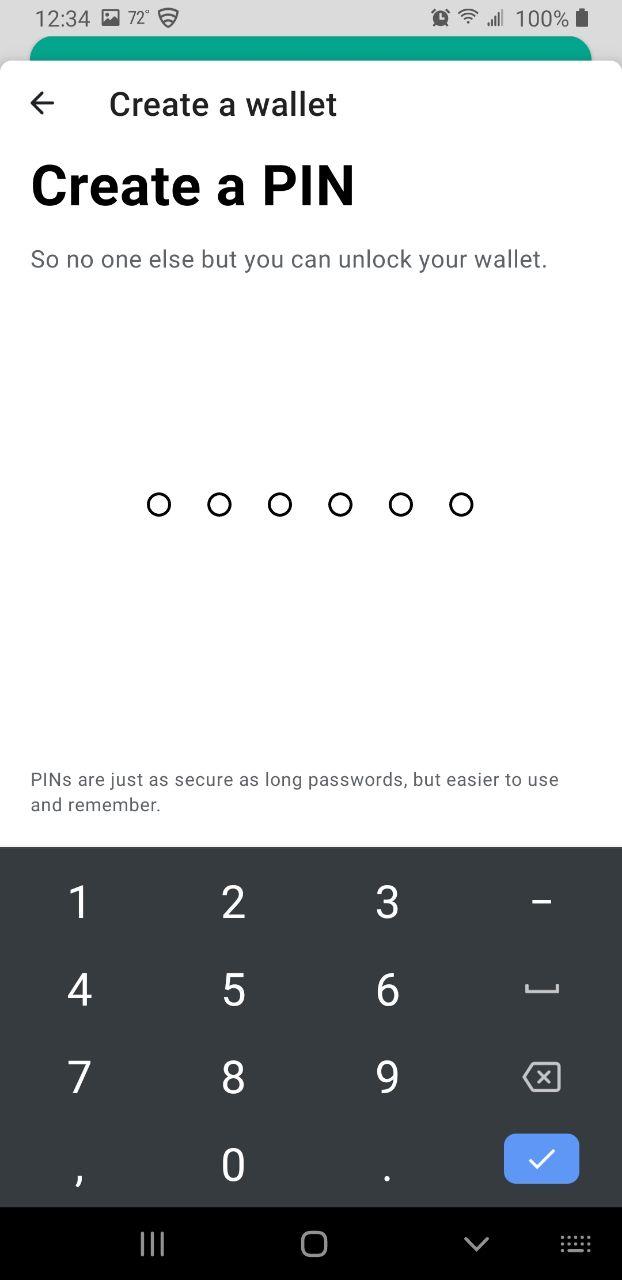 12:34 72° 100%
Create a wallet
Create a PIN
So no one else but you can unlock your wallet.
PINs are just as secure as long passwords, but easier to use
and remember.
1 2 3 –
4 5 6
7 8 9
, 0 .